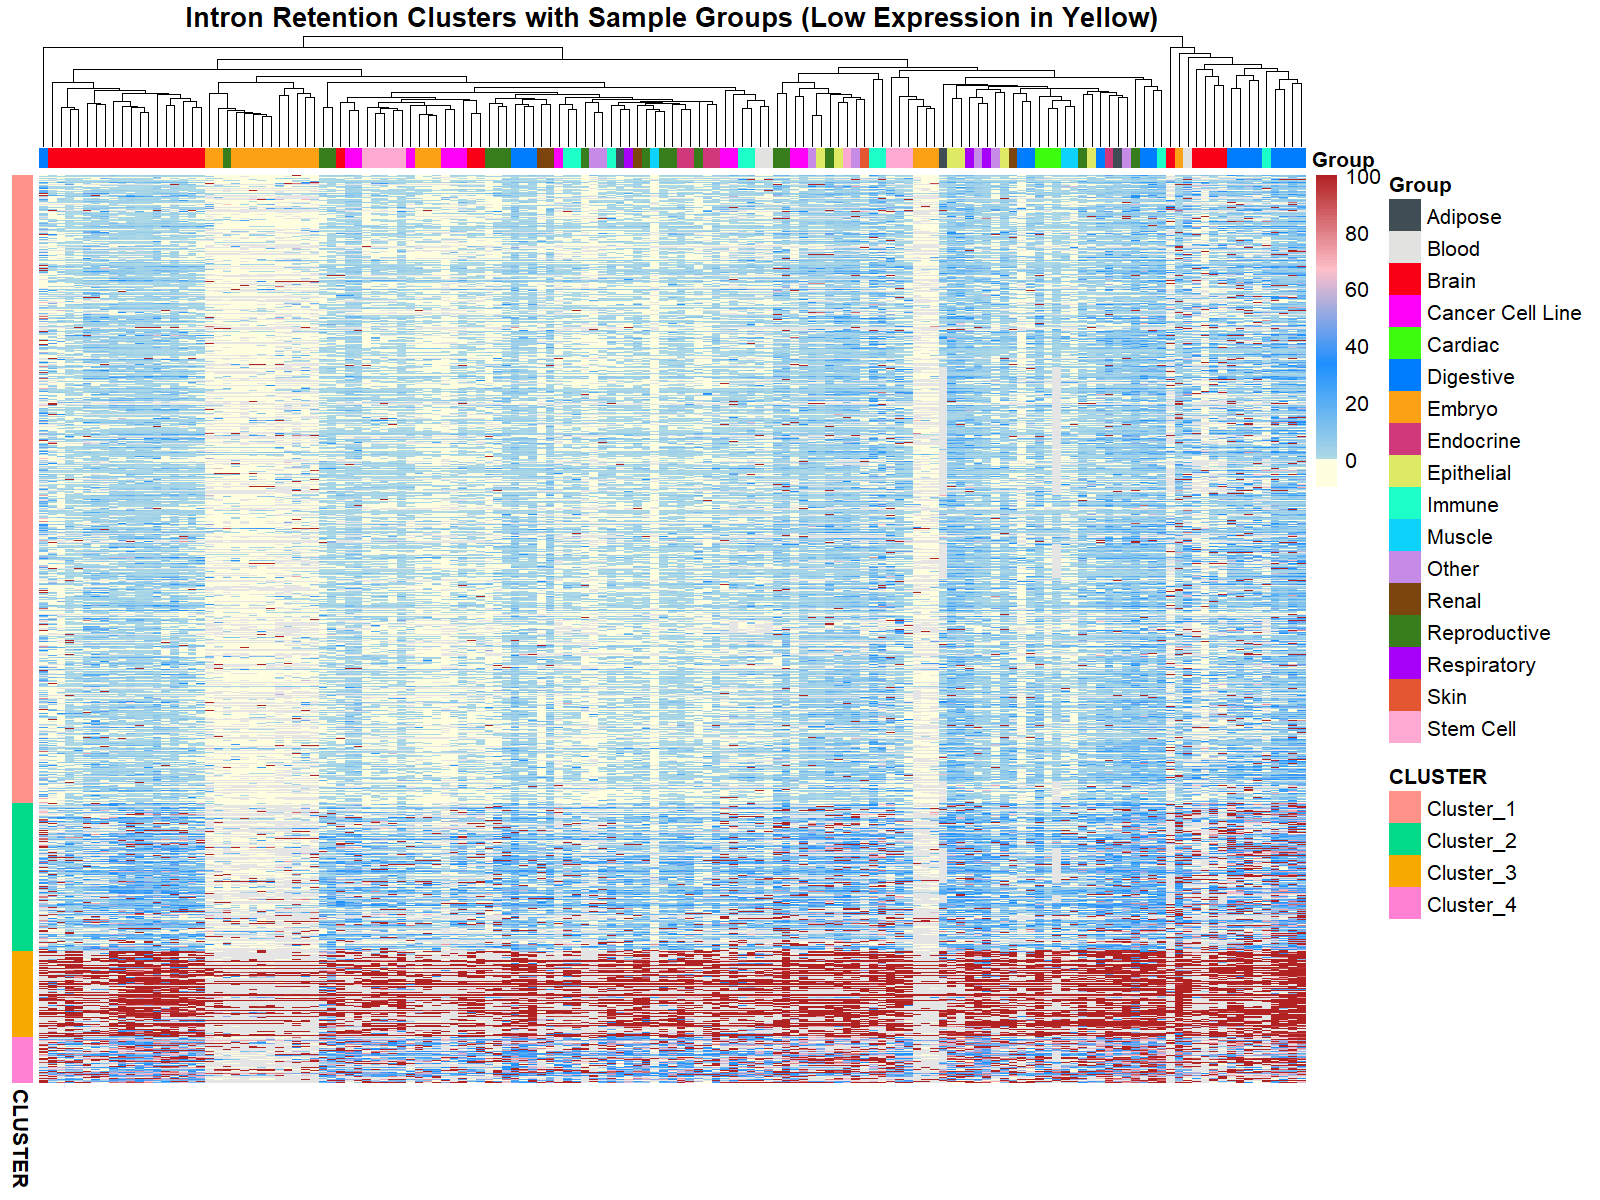 Intron Retention Clusters with Sample Groups (Low Expression in Yellow)
Group
100
80
60
40
20
0
Group
Adipose
Blood
Brain
Cancer Cell Line
Cardiac
Digestive
Embryo
Endocrine
Epithelial
Immune
Muscle
Other
Renal
Reproductive
Respiratory
Skin
Stem Cell
CLUSTER
Cluster_1
Cluster_2
Cluster_3
Cluster_4
CLUSTER